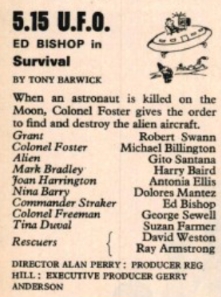 5.15 U.F.O.
ED BISHOP in
Survival
BY TONY BARWICK
When an astronaut is killed on the
Moon, Colonel Foster gives the order
to find and destroy the alien aircraft.
Grant Robert Swann
Colonel Foster Michael Billington
Alien Gito Santana
Mark Bradley Harry Baird
Joan Harrington Antonia Ellis
Nina Barry Dolores Mantez
Commander Straker Ed Bishop
Colonel Freeman George Sewell
Tina Duval Suzan Farmer
Rescuers { David Weston
Ray Armstrong
DIRECTOR ALAN PERRY : PRODUCER REG
HILL : EXECUTIVE PRODUCER GERRY
ANDERSON